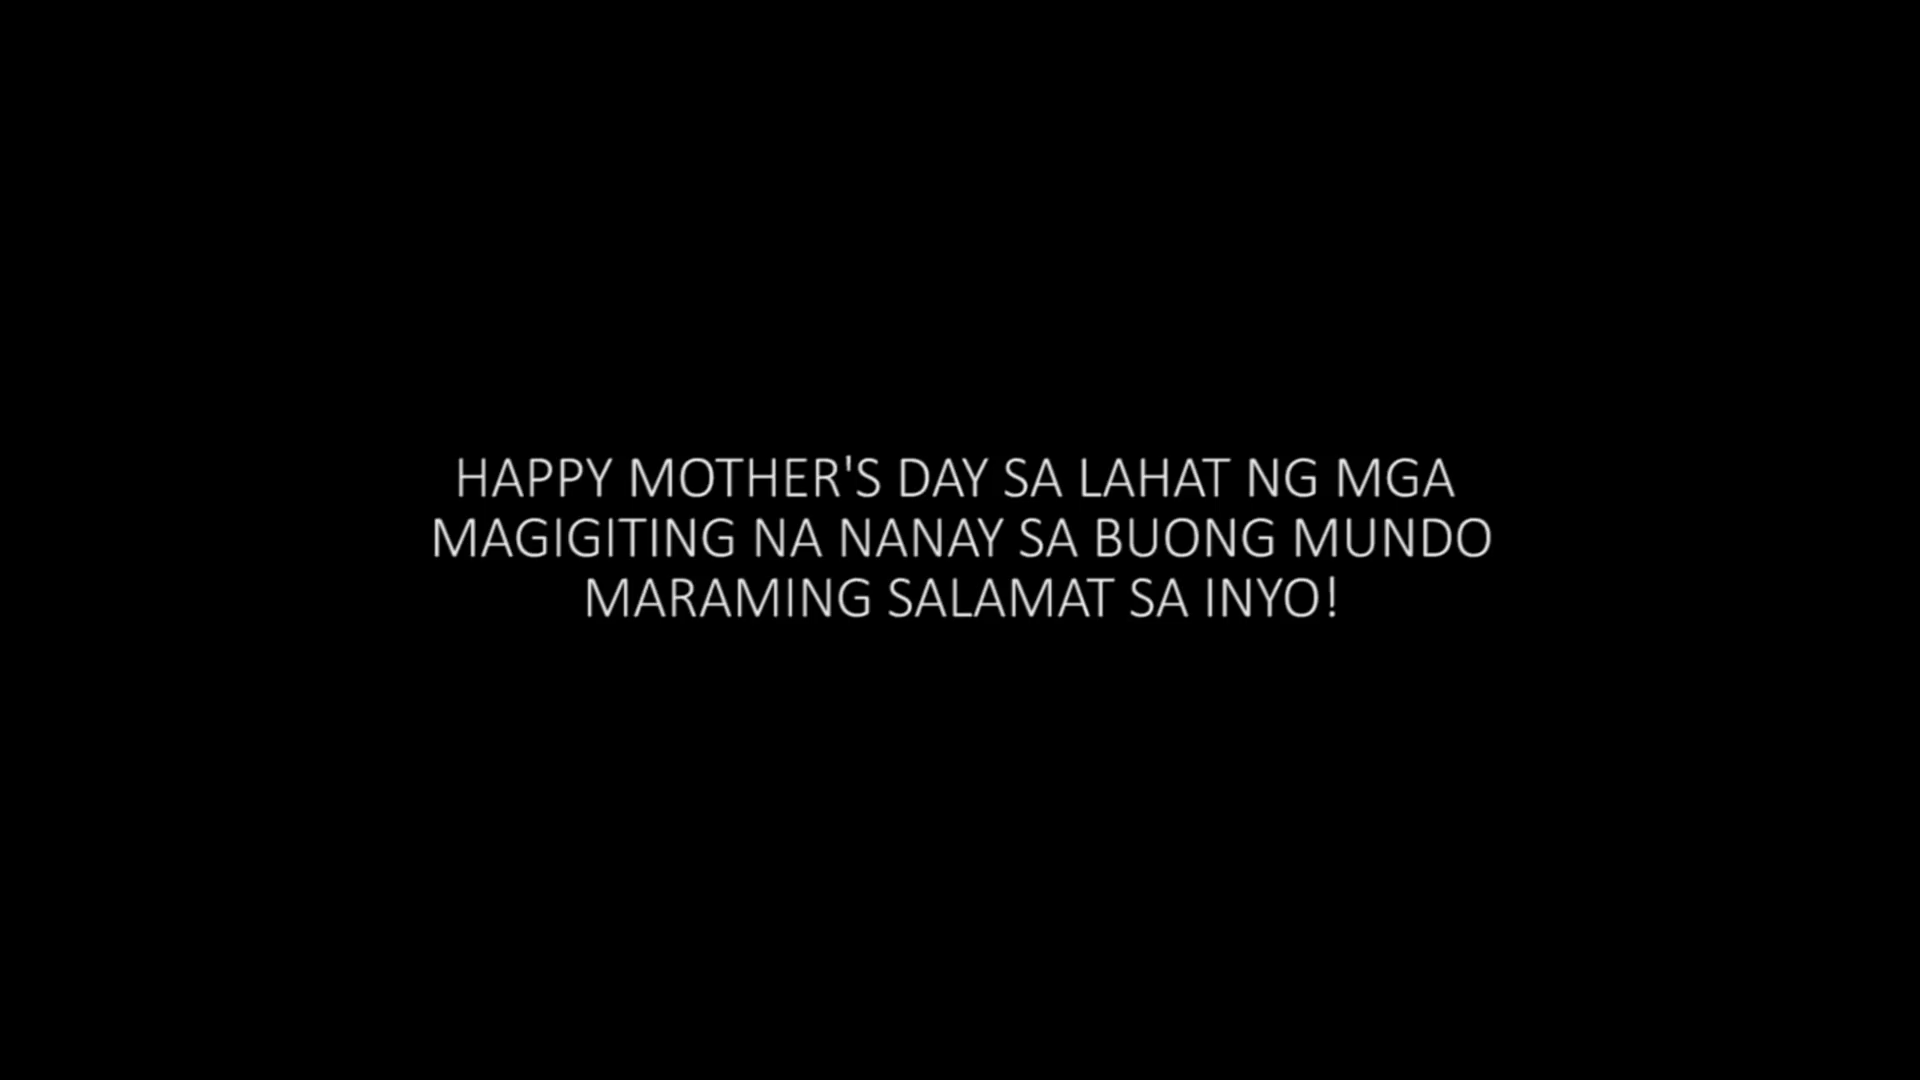 HAPPY MOTHER'S DAY SA LAHAT NG MGA
MAGIGITING NA NANAY SA BUONG MUNDO
MARAMING SALAMAT SA INYO!